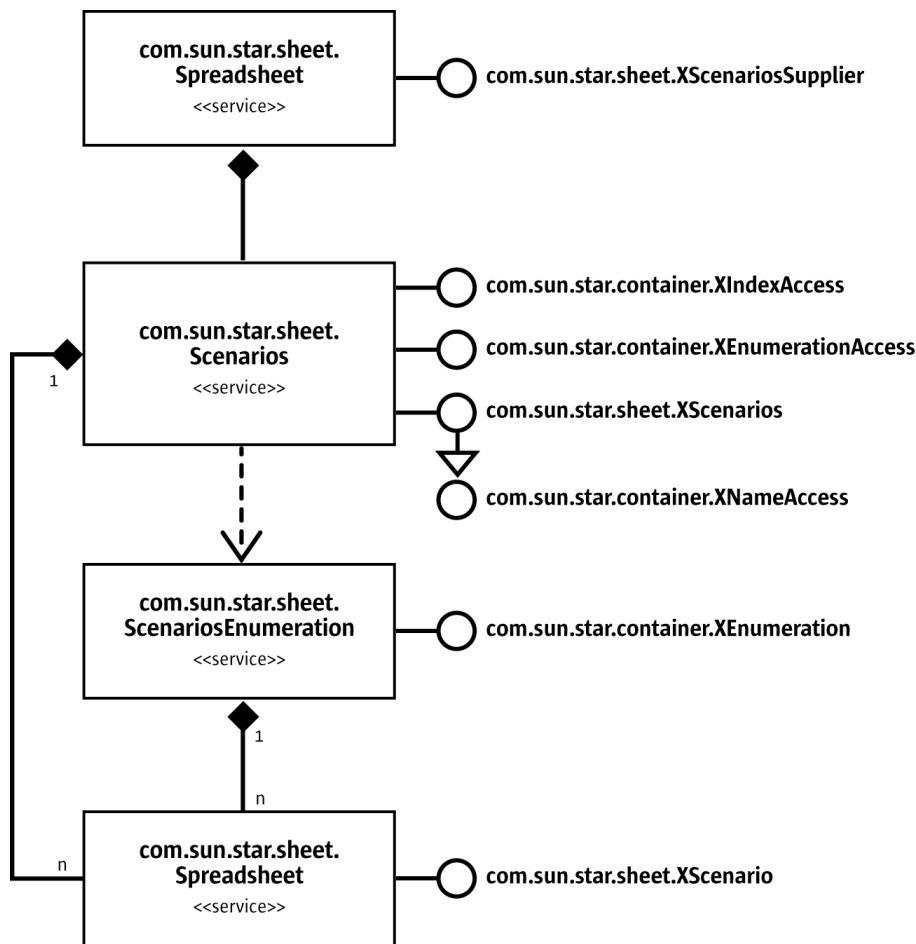 com.sun.star.sheet.
Spreadsheet
<<service>>
com.sun.star.sheet.XScenariosSupplier
com.sun.star.sheet.
Scenarios
<<service>>
com.sun.star.container.XIndexAccess
com.sun.star.container.XEnumerationAccess
com.sun.star.sheet.XScenarios
com.sun.star.container.XNameAccess
1
com.sun.star.sheet.
ScenariosEnumeration
<<service>>
com.sun.star.container.XEnumeration
1
n
n
com.sun.star.sheet.
Spreadsheet
<<service>>
com.sun.star.sheet.XScenario